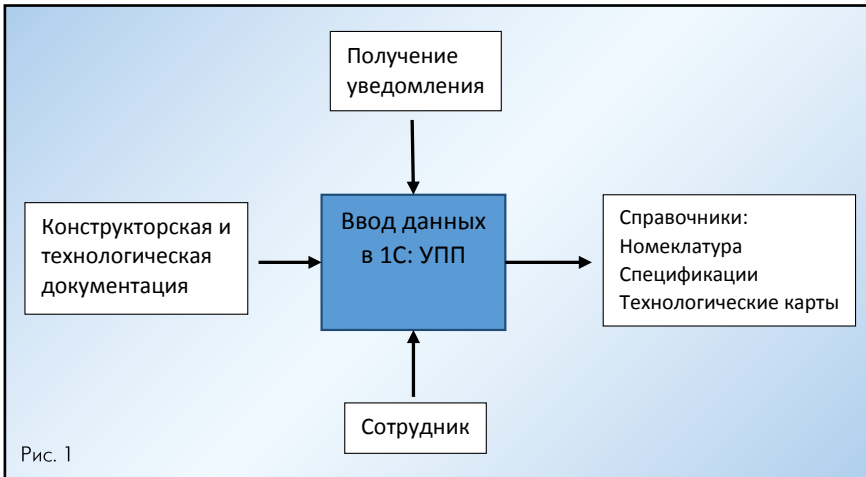 Получение
уведомления
Конструкторская и
технологическая
документация
Ввод данных
в 1С: УПП
Справочники:
Номеклатура
Спецификации
Технологические карты
Сотрудник
Рис. 1